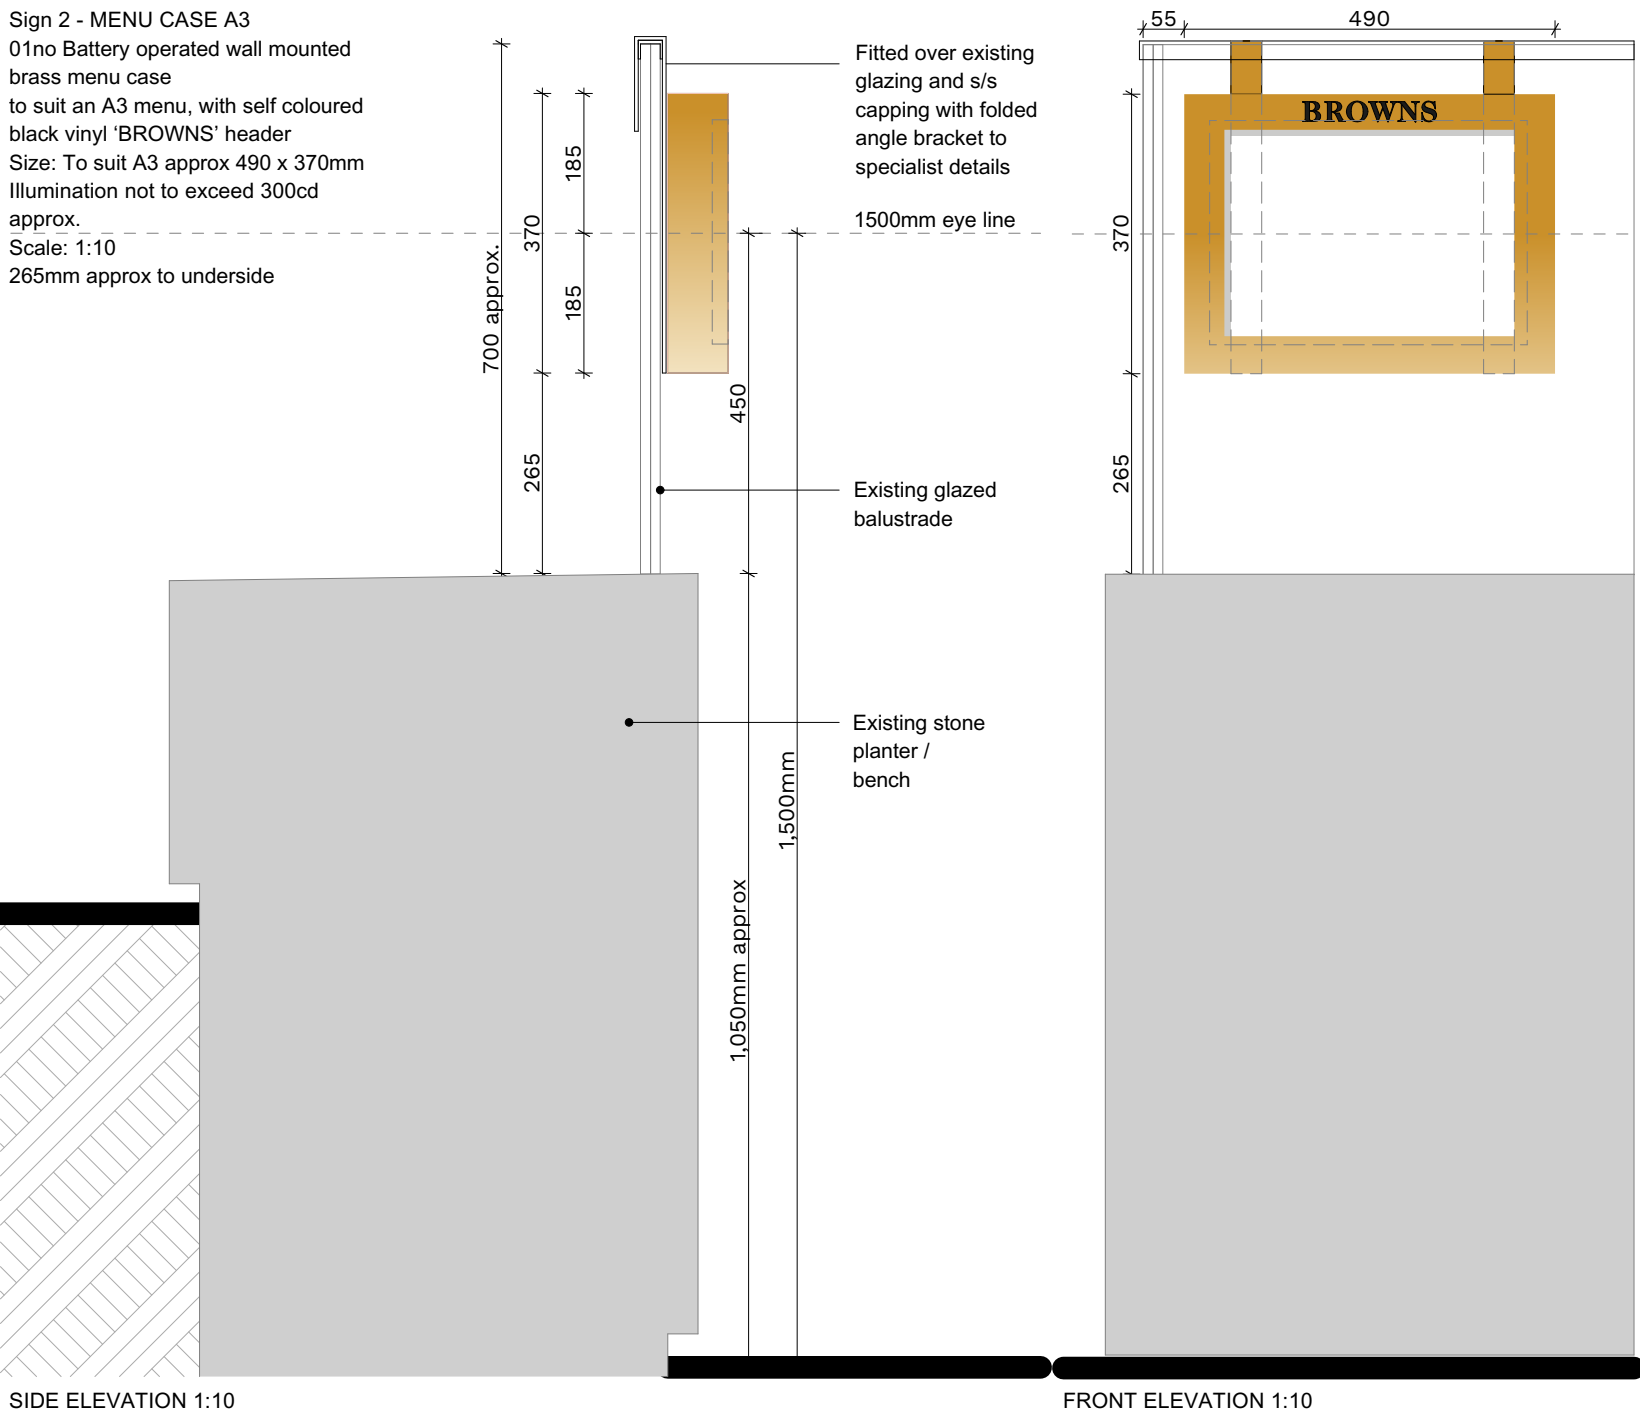 Sign 2 - MENU CASE A3
01no Battery operated wall mounted
brass menu case
to suit an A3 menu, with self coloured
black vinyl ‘BROWNS’ header
Size: To suit A3 approx 490 x 370mm
Illumination not to exceed 300cd
approx.
Scale: 1:10
265mm approx to underside
700 approx.
370
265
185
185
450
1,050mm approx
1,500mm
Fitted over existing
glazing and s/s
capping with folded
angle bracket to
specialist details
1500mm eye line
Existing glazed
balustrade
Existing stone
planter /
bench
55
490
BROWNS
370
265
SIDE ELEVATION 1:10
FRONT ELEVATION 1:10